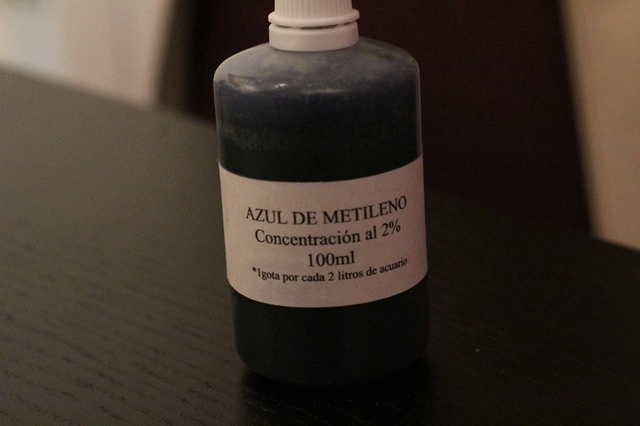 AZUL DE METILENO
Concentración al 2%
100ml
*1gota por cada 2 litros de acuario